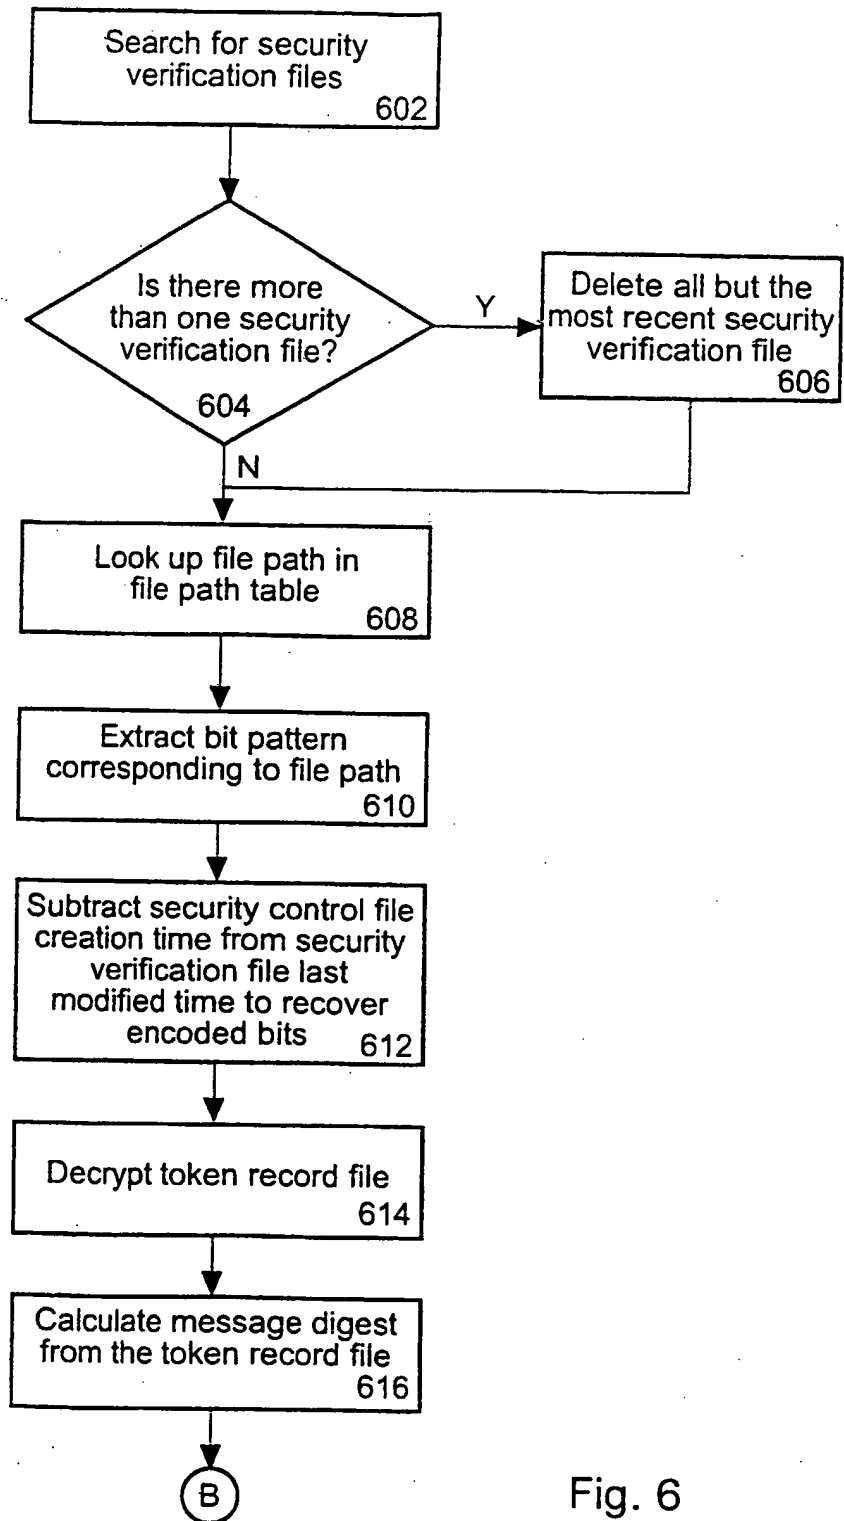 Search for security
verification files
602
Is there more
than one security
verification file?
604
Y
Delete all but the
most recent security
verification file
606
N
Look up file path in
file path table
608
Extract bit pattern
corresponding to file path
610
Subtract security control file
creation time from security
verification file last
modified time to recover
encoded bits
612
Decrypt token record file
614
Calculate message digest
from the token record file
616
B
Fig. 6